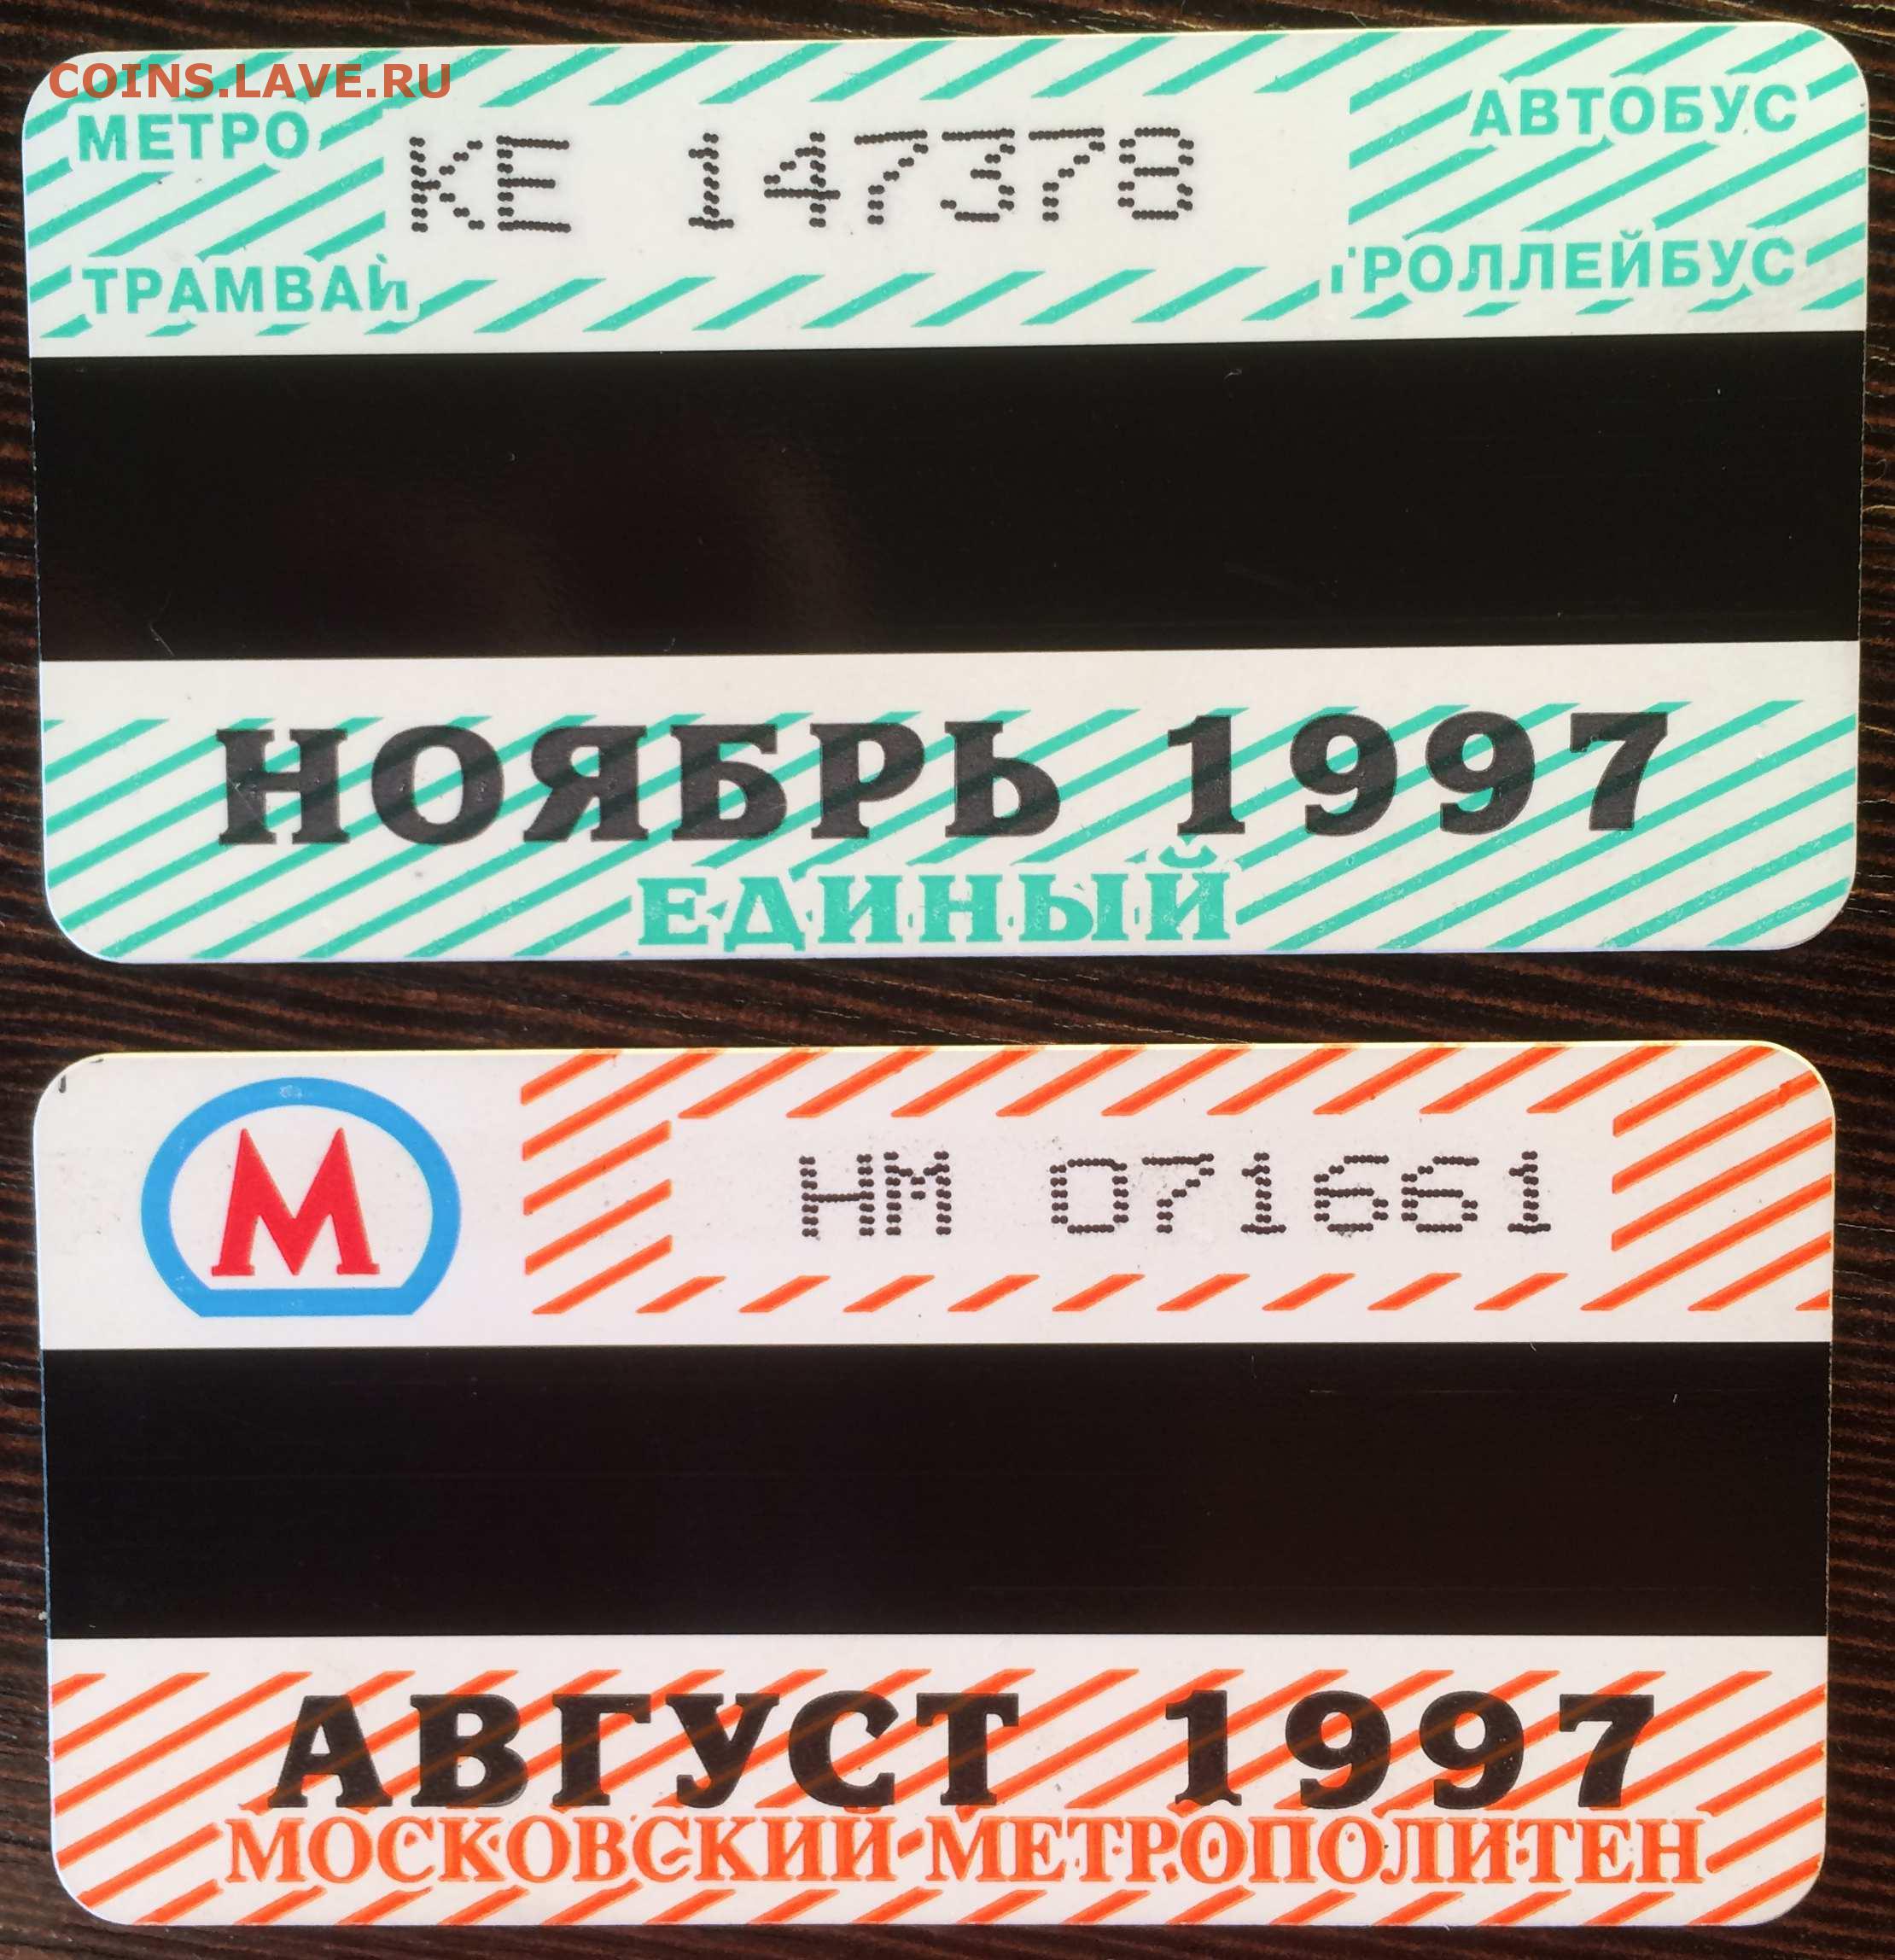 COINS.LAVE.RU
МЕТРО КЕ 147378 АВТОБУС
ТРАМВАЙ ТРОЛЛЕЙБУС
НОЯБРЬ 1997
ЕДИНЫЙ
М НМ 071661
АВГУСТ 1997
МОСКОВСКИЙ МЕТРОПОЛИТЕН